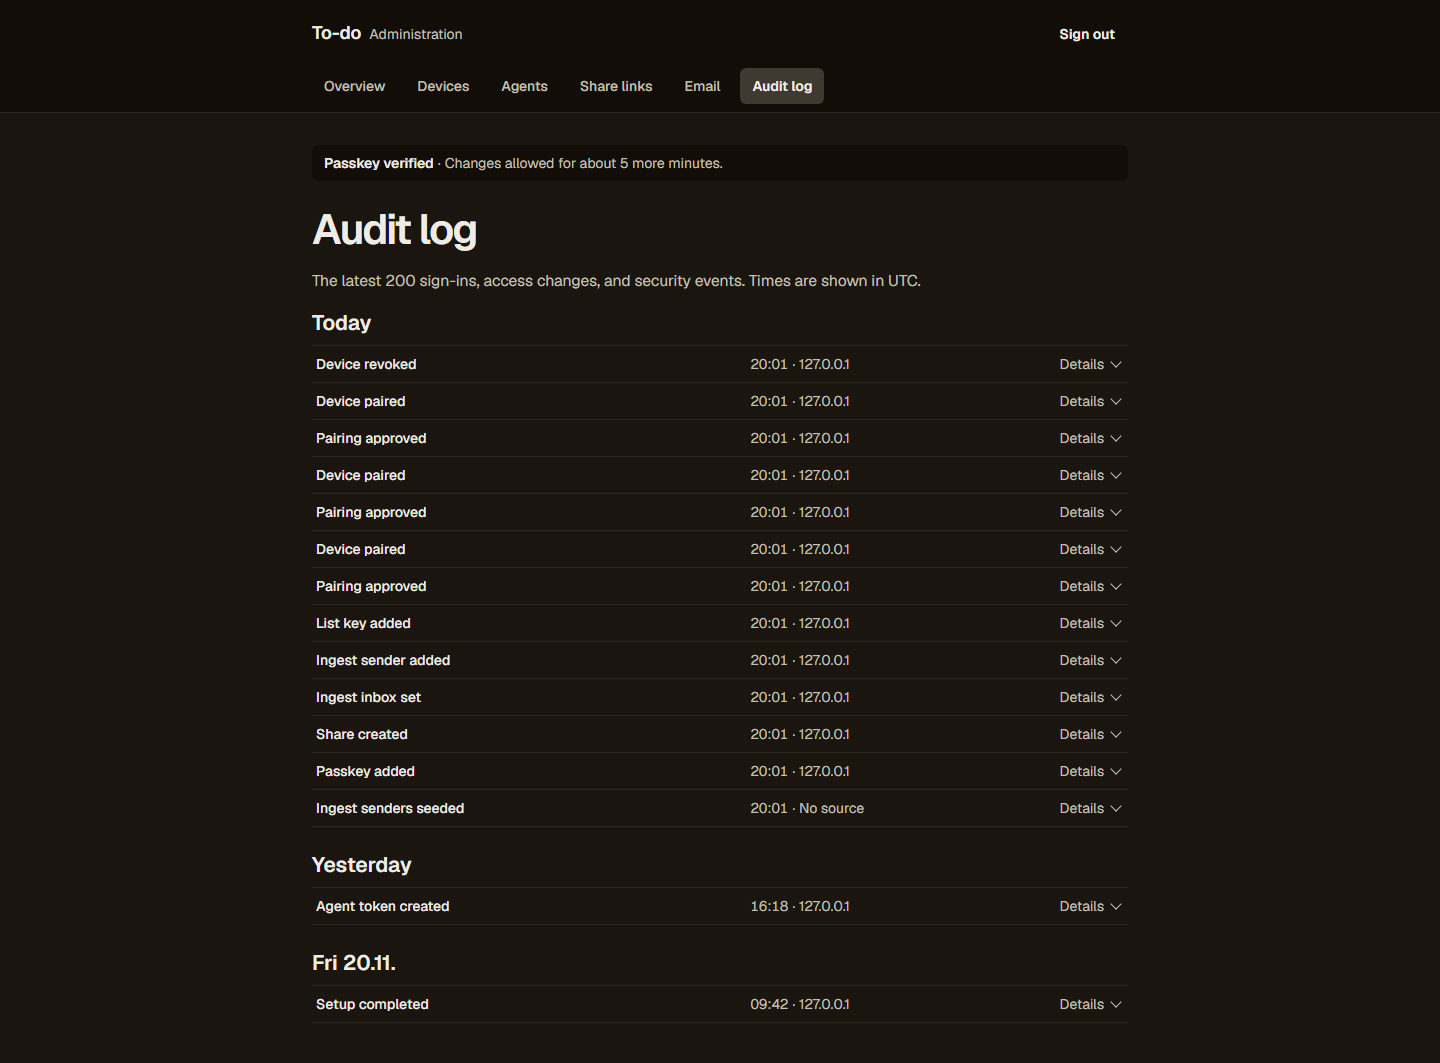 To-do Administration
Sign out
Overview Devices Agents Share links Email Audit log
Passkey verified · Changes allowed for about 5 more minutes.
Audit log
The latest 200 sign-ins, access changes, and security events. Times are shown in UTC.
Today
Device revoked 20:01 · 127.0.0.1 Details
Device paired 20:01 · 127.0.0.1 Details
Pairing approved 20:01 · 127.0.0.1 Details
Device paired 20:01 · 127.0.0.1 Details
Pairing approved 20:01 · 127.0.0.1 Details
Device paired 20:01 · 127.0.0.1 Details
Pairing approved 20:01 · 127.0.0.1 Details
List key added 20:01 · 127.0.0.1 Details
Ingest sender added 20:01 · 127.0.0.1 Details
Ingest inbox set 20:01 · 127.0.0.1 Details
Share created 20:01 · 127.0.0.1 Details
Passkey added 20:01 · 127.0.0.1 Details
Ingest senders seeded 20:01 · No source Details
Yesterday
Agent token created 16:18 · 127.0.0.1 Details
Fri 20.11.
Setup completed 09:42 · 127.0.0.1 Details